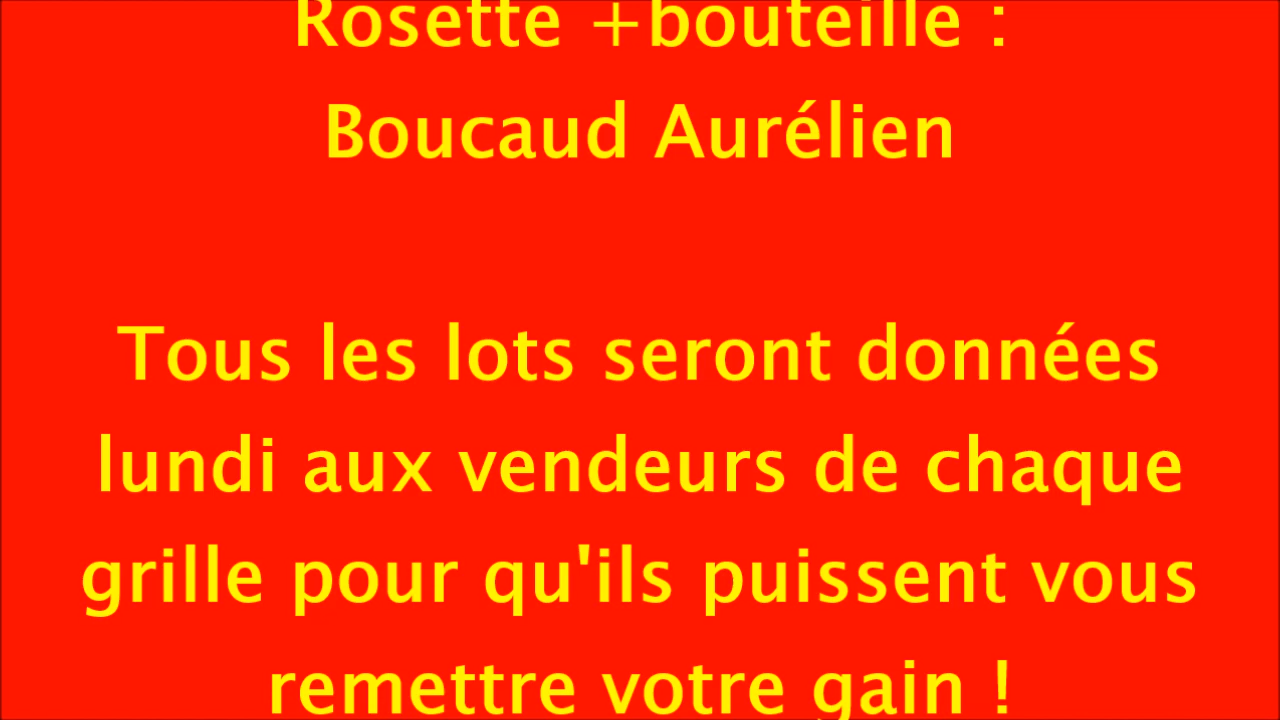 Rosette +bouteille :
Boucaud Aurélien
Tous les lots seront données
lundi aux vendeurs de chaque
grille pour qu'ils puissent vous
remettre votre gain !